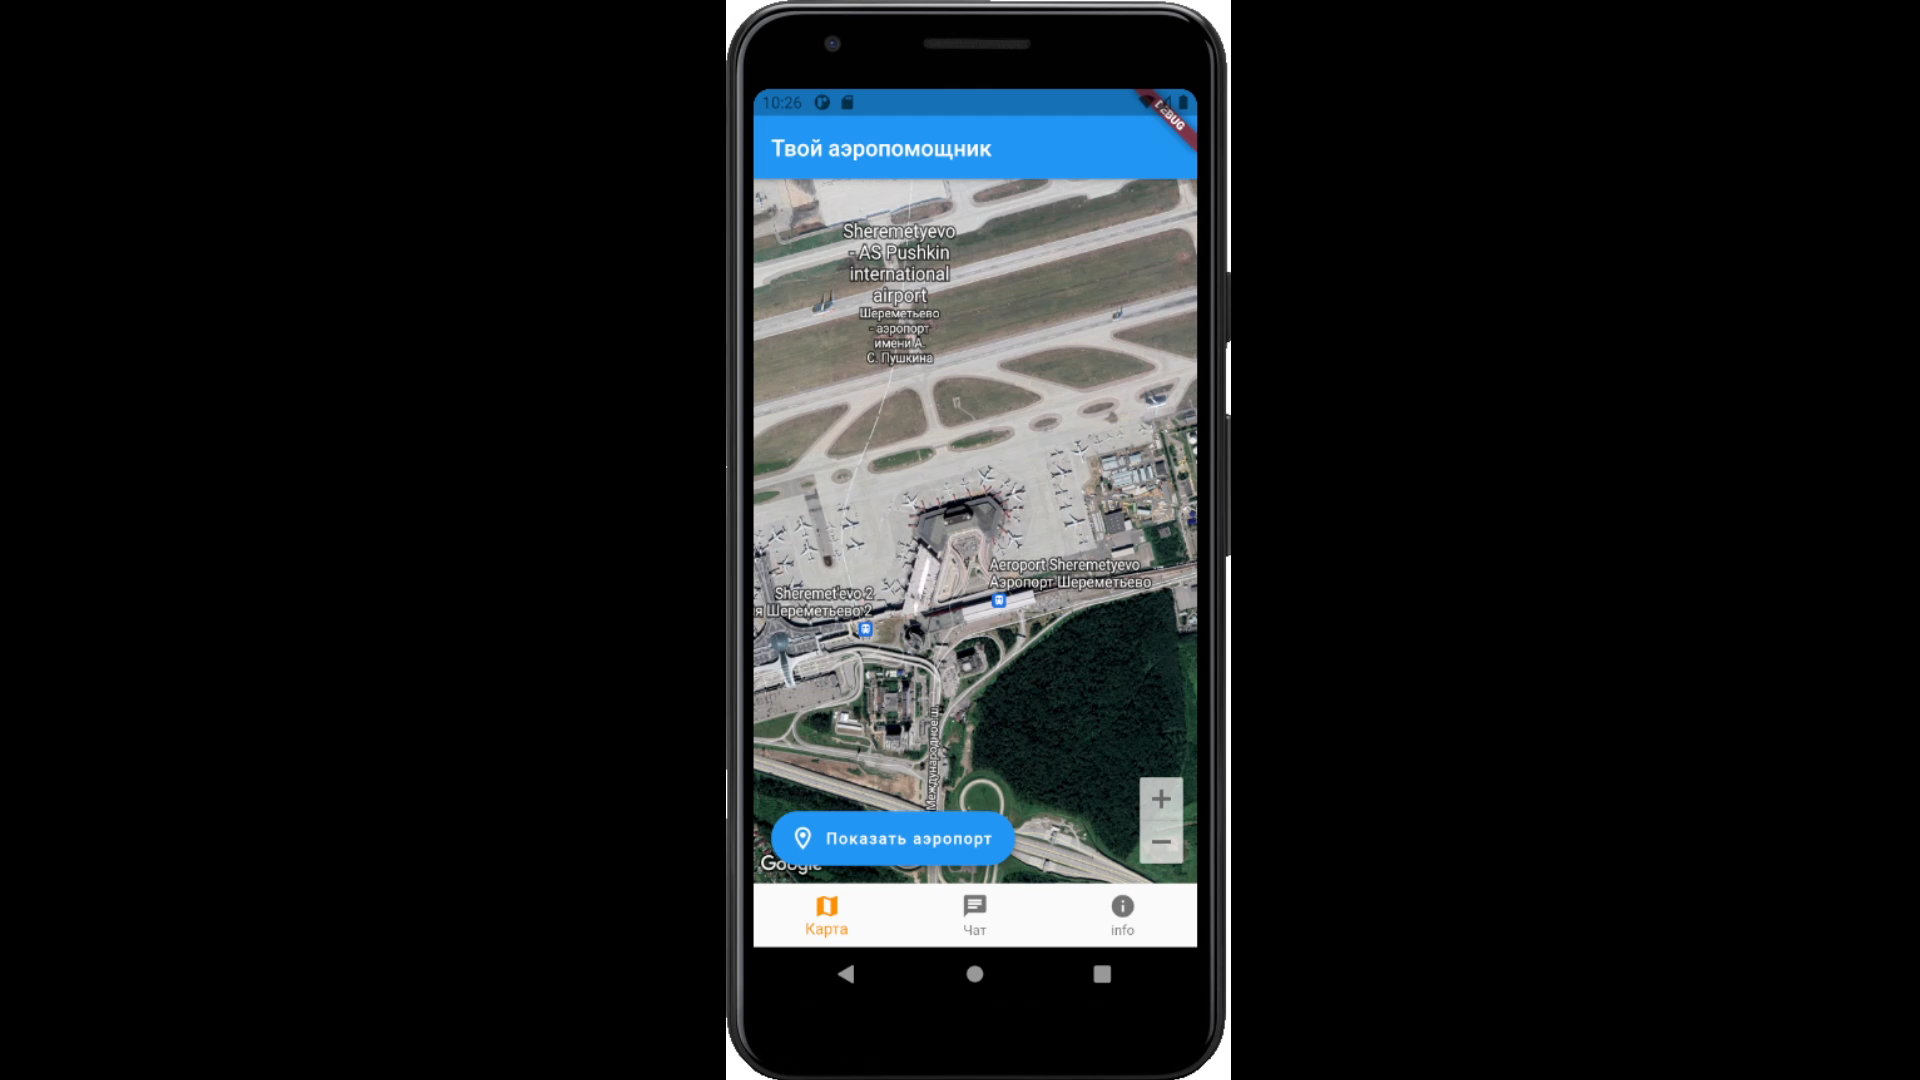 10:26
DEBUG
Твой аэропомощник
Sheremetyevo
- AS Pushkin
international
airport
Шереметьево
- аэропорт
имени А.
С. Пушкина
Aeroport Sheremetyevo
Аэропорт Шереметьево
Sheremet'evo 2
я Шереметьево 2
Международное ш.
Показать аэропорт
Google
+
−
Карта
Чат
info